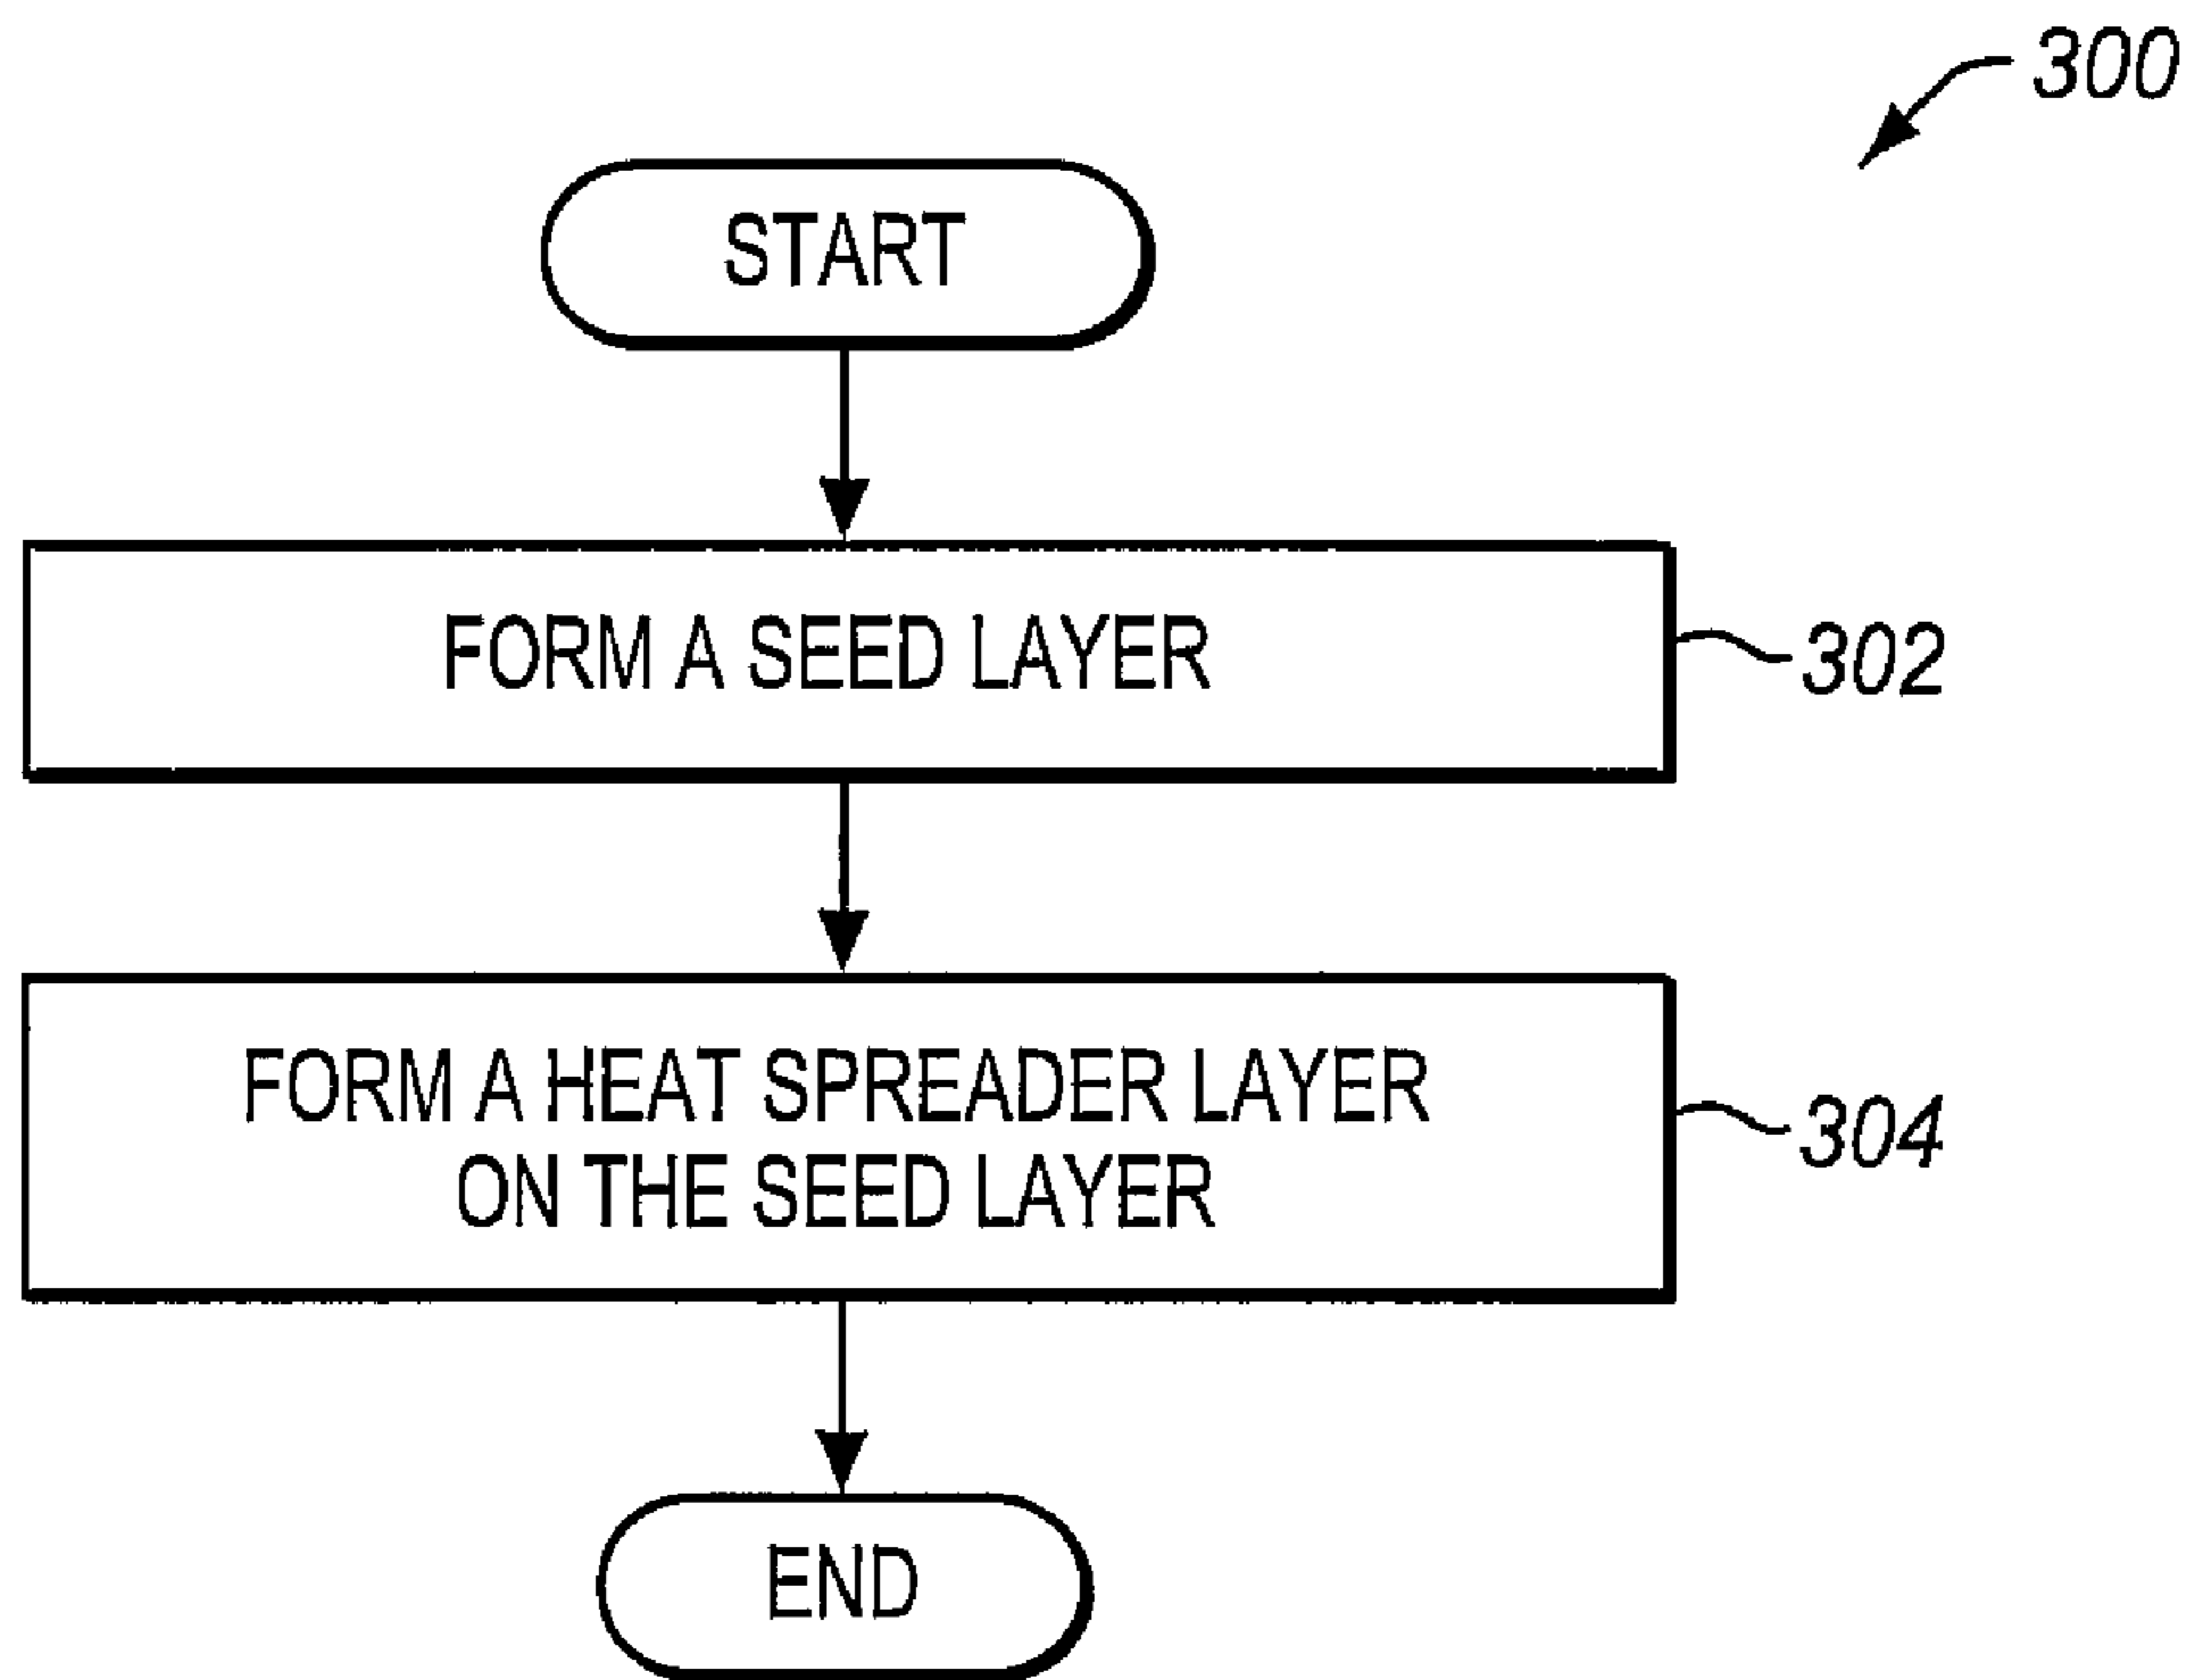 300
START
FORM A SEED LAYER
302
FORM A HEAT SPREADER LAYER
ON THE SEED LAYER
304
END